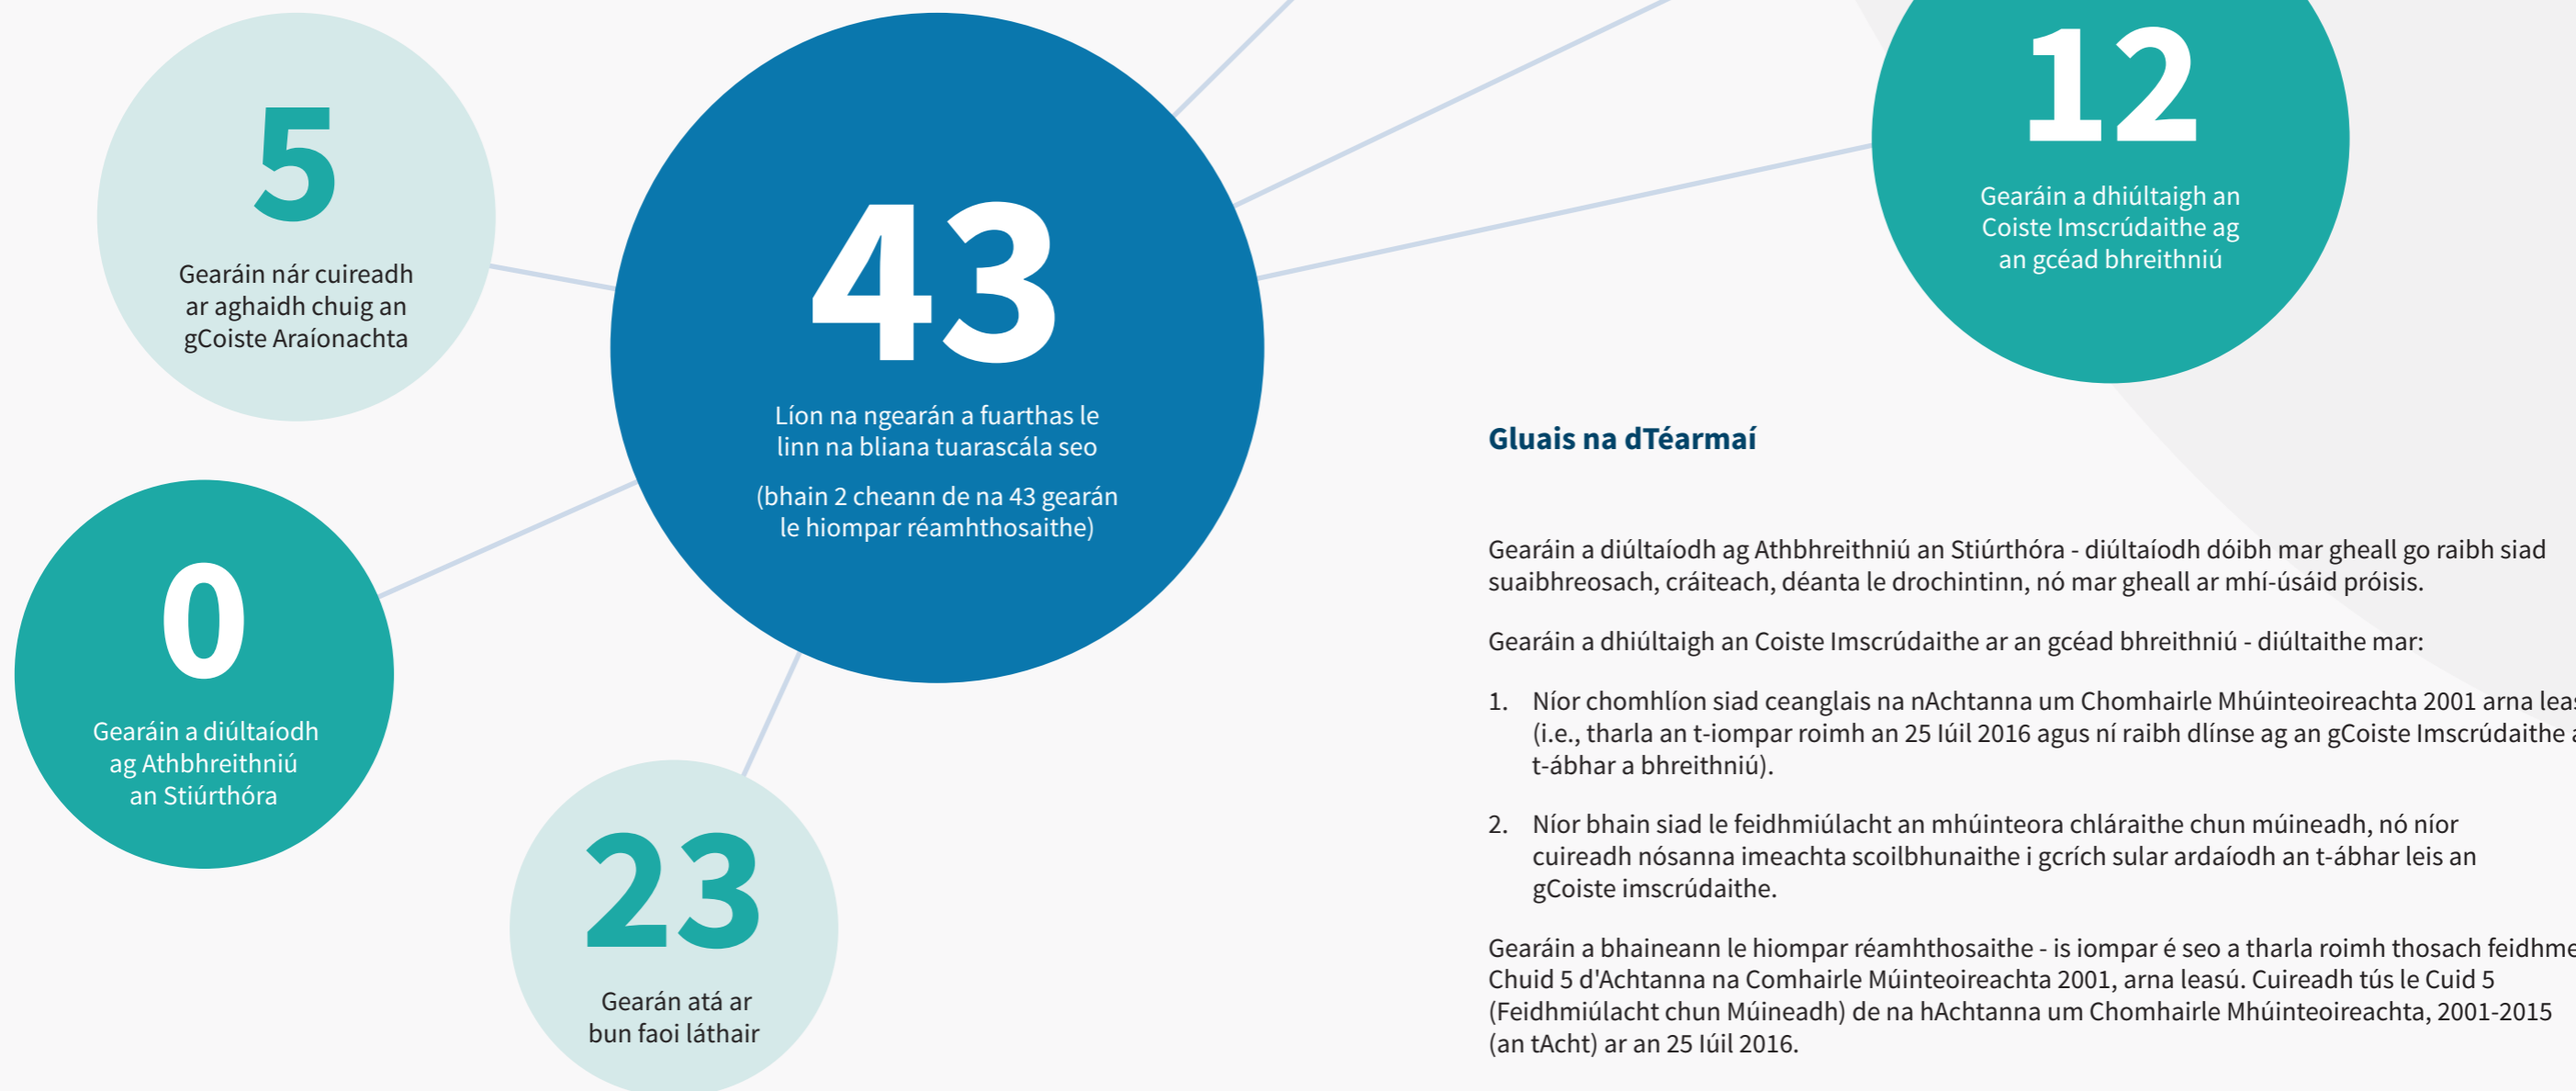 5
Gearáin nár cuireadh
ar aghaidh chuig an
gCoiste Araíonachta
43
Líon na ngearán a fuarthas le
linn na bliana tuarascála seo
(bhain 2 cheann de na 43 gearán
le hiompar réamhthosaithe)
12
Gearáin a dhiúltaigh an
Coiste Imscrúdaithe ag
an gcéad bhreithniú
0
Gearáin a diúltaíodh
ag Athbhreithniú
an Stiúrthóra
23
Gearán atá ar
bun faoi láthair
Gluais na dTéarmaí
Gearáin a diúltaíodh ag Athbhreithniú an Stiúrthóra - diúltaíodh dóibh mar gheall go raibh siad
suaibhreosach, cráiteach, déanta le drochintinn, nó mar gheall ar mhí-úsáid próisis.
Gearáin a dhiúltaigh an Coiste Imscrúdaithe ar an gcéad bhreithniú - diúltaithe mar:
1. Níor chomhlíon siad ceanglais na nAchtanna um Chomhairle Mhúinteoireachta 2001 arna
(i.e., tharla an t-iompar roimh an 25 Iúil 2016 agus ní raibh dlínse ag an gCoiste Imscrúdaithe
t-ábhar a bhreithniú).
2. Níor bhain siad le feidhmiúlacht an mhúinteora chláraithe chun múineadh, nó níor
cuireadh nósanna imeachta scoilbhunaithe i gcrích sular ardaíodh an t-ábhar leis an
gCoiste imscrúdaithe.
Gearáin a bhaineann le hiompar réamhthosaithe - is iompar é seo a tharla roimh thosach
Chuid 5 d'Achtanna na Comhairle Múinteoireachta 2001, arna leasú. Cuireadh tús le Cuid 5
(Feidhmiúlacht chun Múineadh) de na hAchtanna um Chomhairle Mhúinteoireachta, 2001-2015
(an tAcht) ar an 25 Iúil 2016.